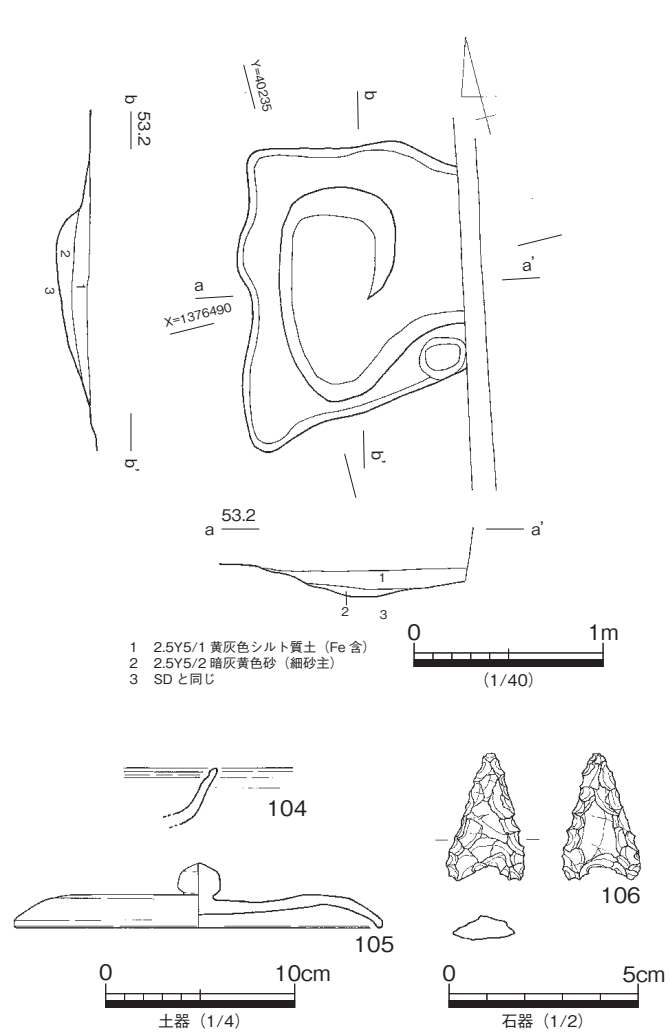 Y=40235
b
b
53.2
2
1
3
a'
a
X=1376490
b'
b'
a 53.2
a'
1
2
3
1 2.5Y5/1 黄灰色シルト質土（Fe 含）
2 2.5Y5/2 暗灰黄色砂（細砂主）
3 SD と同じ
0 1m
（1/40）
104
105
106
0 10cm
土器（1/4）
0 5cm
石器（1/2）